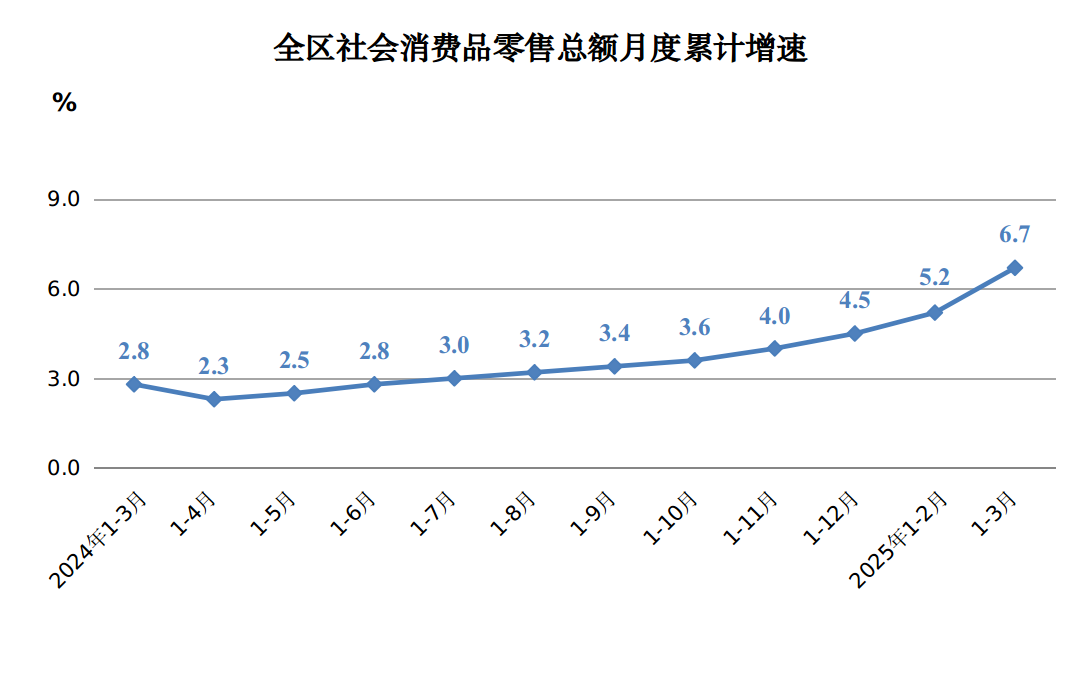 全区社会消费品零售总额月度累计增速
%
9.0
6.0
3.0
0.0
2.8
2.3
2.5
2.8
3.0
3.2
3.4
3.6
4.0
4.5
5.2
6.7
2024年1-3月
1-4月
1-5月
1-6月
1-7月
1-8月
1-9月
1-10月
1-11月
1-12月
2025年1-2月
1-3月